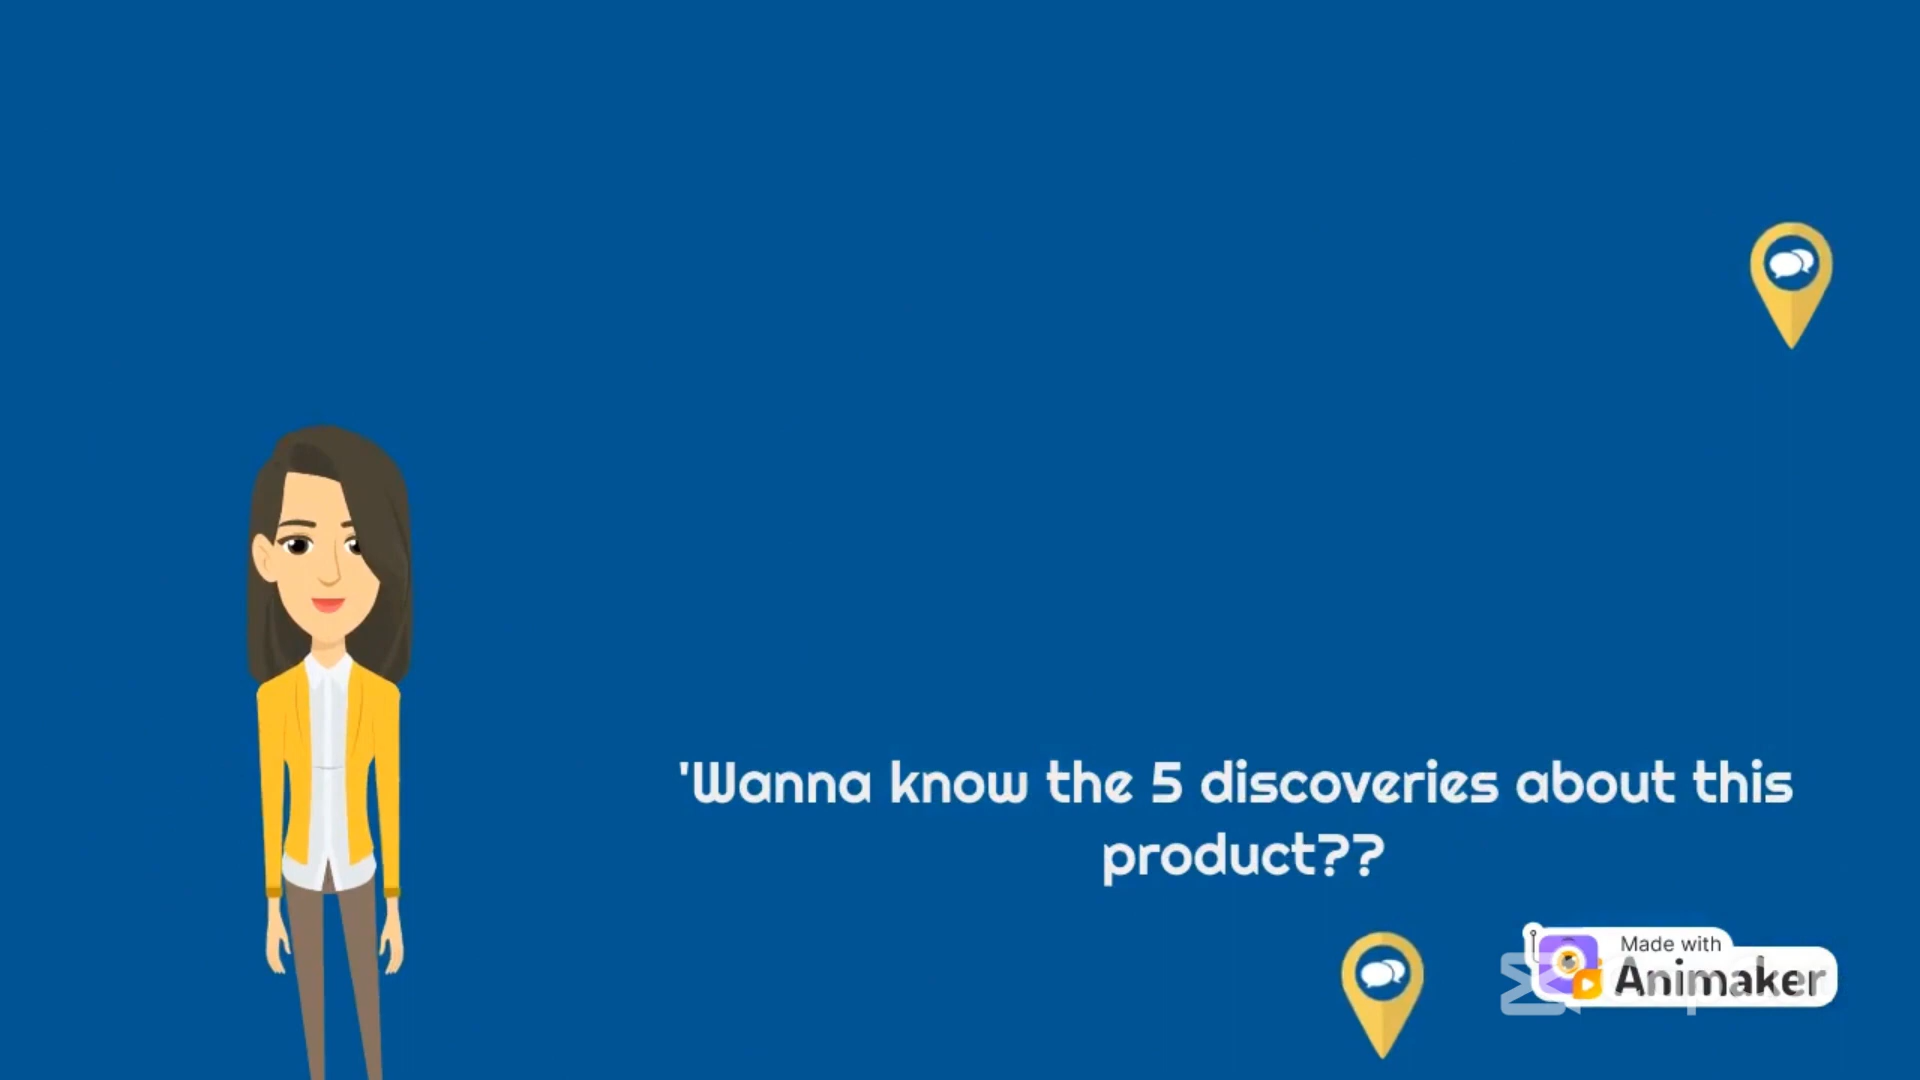 'Wanna know the 5 discoveries about this
product??
Made with
Animaker